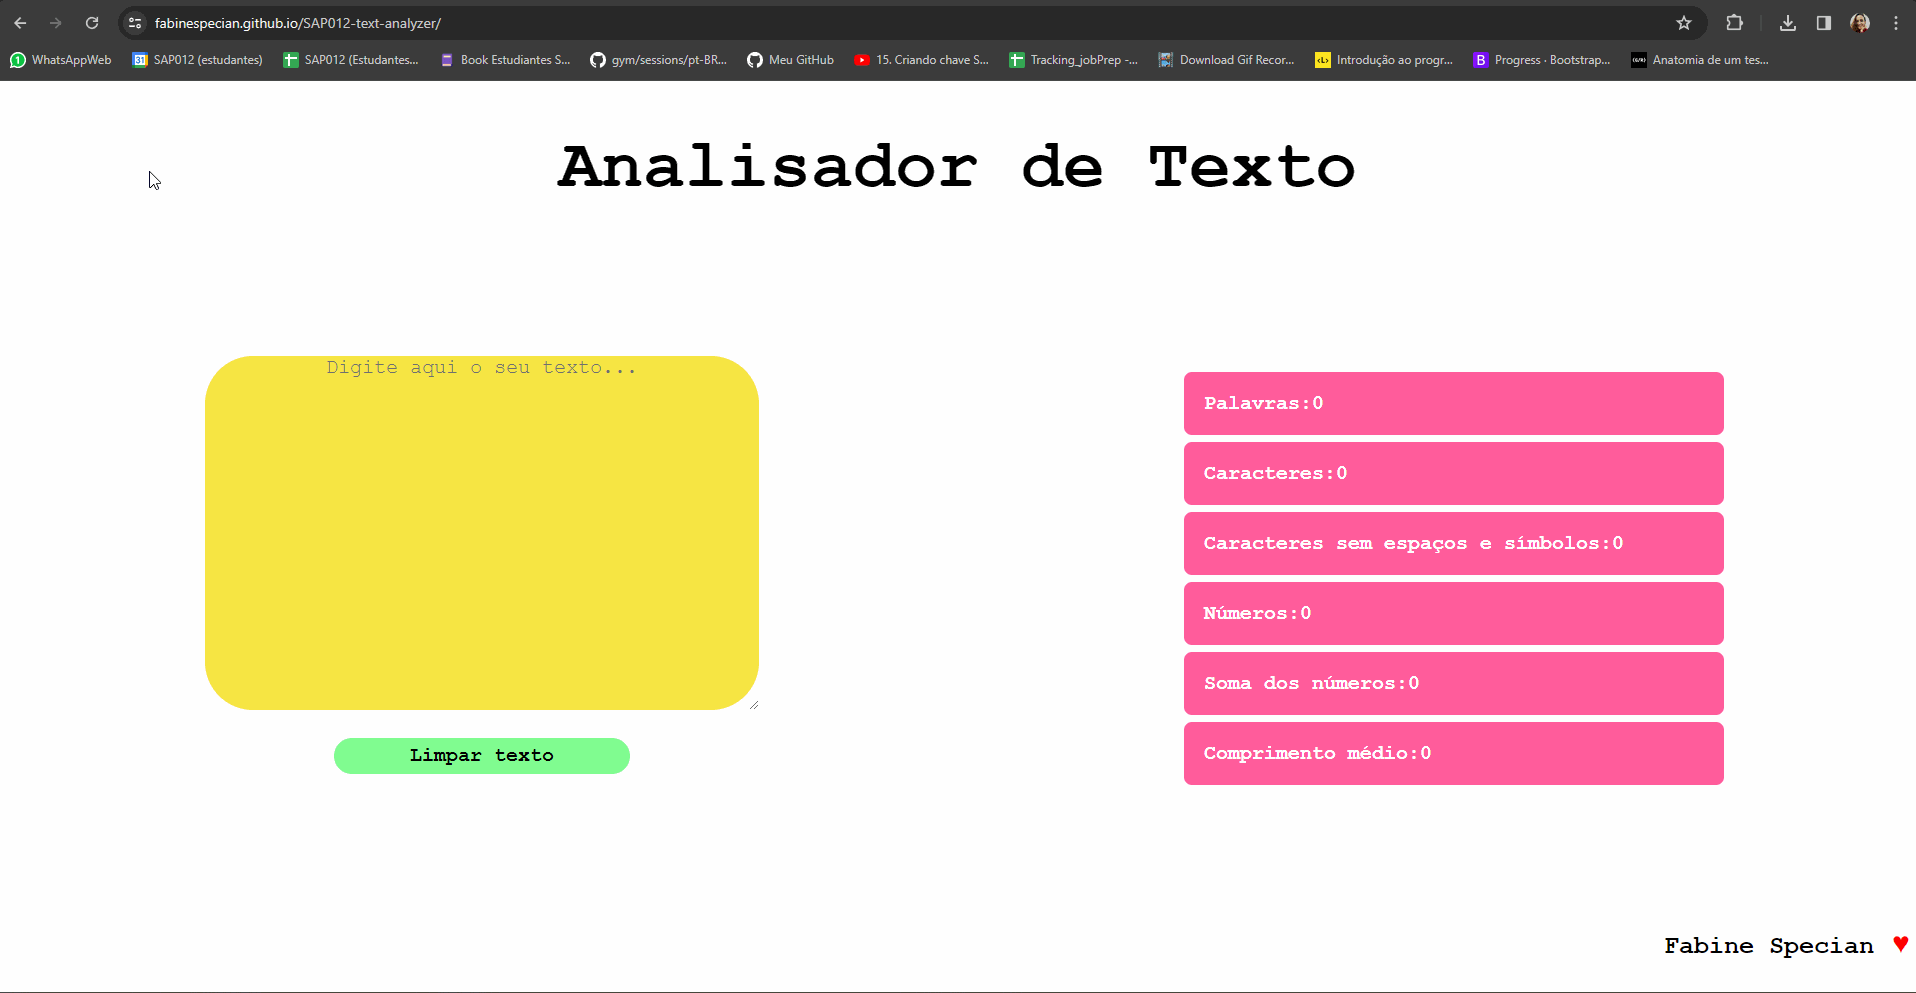 fabinespecian.github.io/SAP012-text-analyzer/
WhatsAppWeb
SAP012 (estudantes)
SAP012 (Estudantes...
Book Estudiantes S...
gym/sessions/pt-BR...
Meu GitHub
15. Criando chave S...
Tracking_jobPrep -...
Download Gif Recor...
Introdução ao progr...
Progress · Bootstrap...
Anatomia de um tes...
Analisador de Texto
Digite aqui o seu texto...
Limpar texto
Palavras:0
Caracteres:0
Caracteres sem espaços e símbolos:0
Números:0
Soma dos números:0
Comprimento médio:0
Fabine Specian ♥